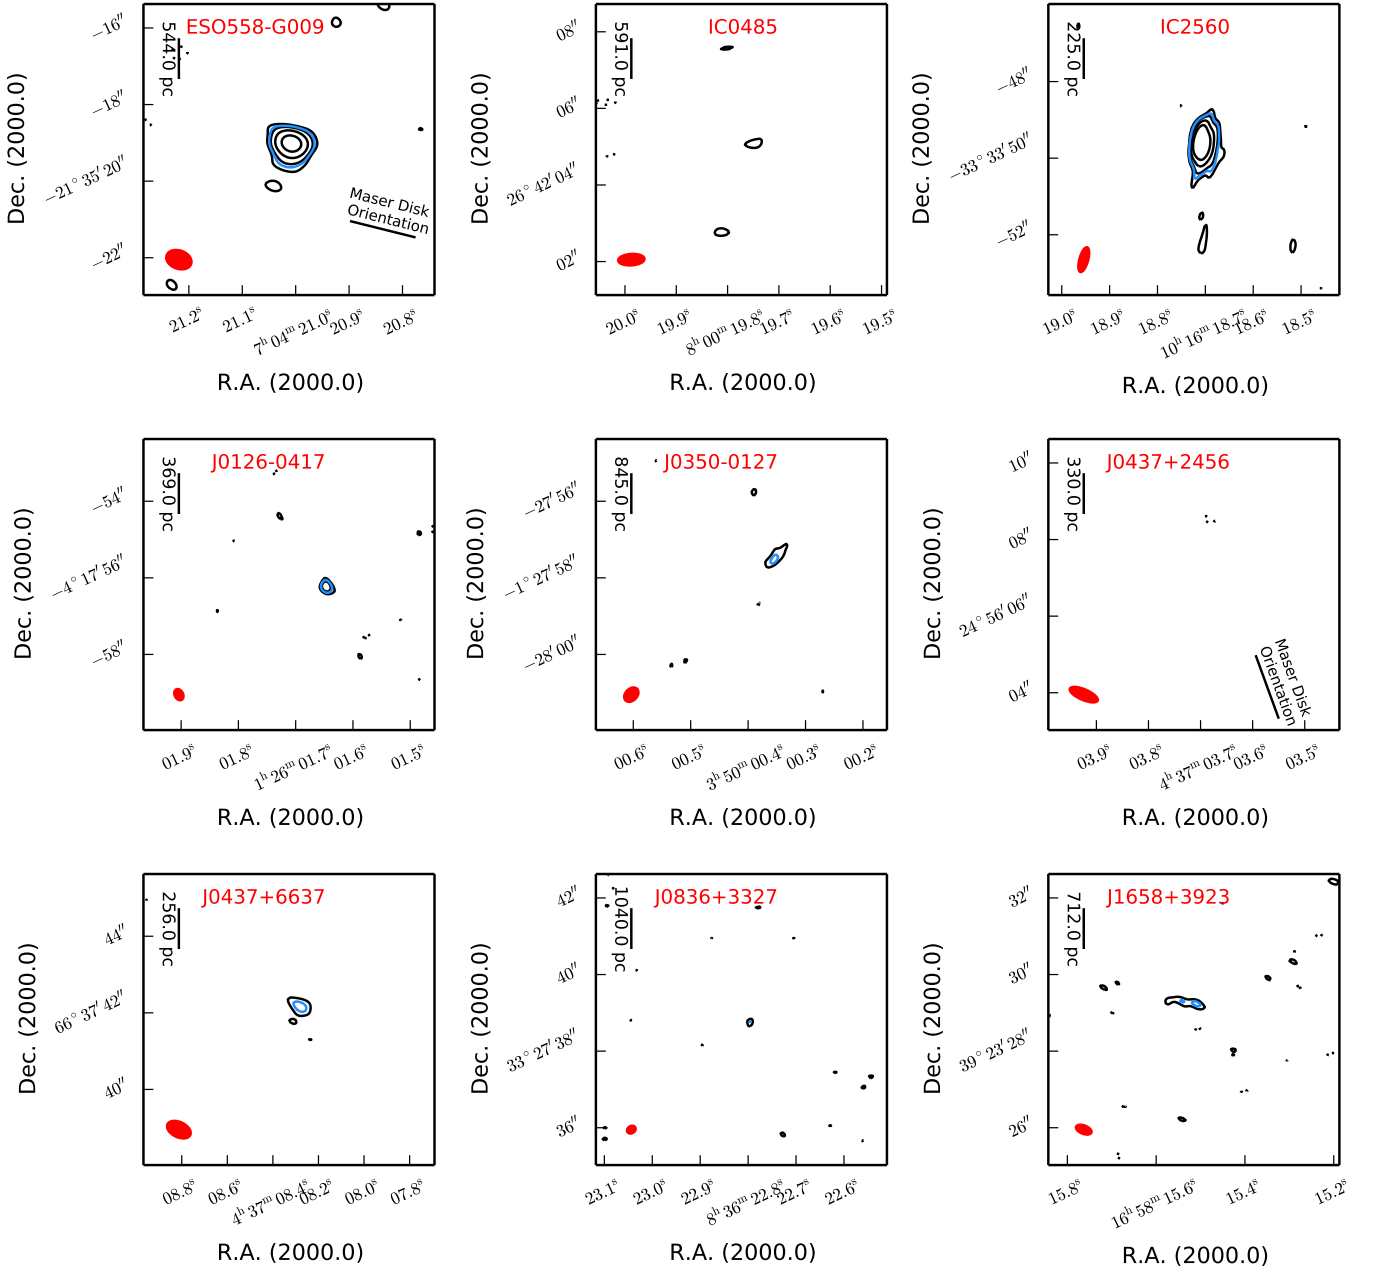 ESO558-G009
544.0 pc
Maser Disk
Orientation
−16″
−18″
−21° 35′ 20″
−22″
Dec. (2000.0)
21.2ˢ
21.1ˢ
7ʰ 04ᵐ 21.0ˢ
20.9ˢ
20.8ˢ
R.A. (2000.0)
IC0485
591.0 pc
08″
06″
26° 42′ 04″
02″
Dec. (2000.0)
20.0ˢ
19.9ˢ
8ʰ 00ᵐ 19.8ˢ
19.7ˢ
19.6ˢ
19.5ˢ
R.A. (2000.0)
IC2560
225.0 pc
−48″
−33° 33′ 50″
−52″
Dec. (2000.0)
19.0ˢ
18.9ˢ
18.8ˢ
10ʰ 16ᵐ 18.7ˢ
18.6ˢ
18.5ˢ
R.A. (2000.0)
J0126-0417
369.0 pc
−54″
−4° 17′ 56″
−58″
Dec. (2000.0)
01.9ˢ
01.8ˢ
1ʰ 26ᵐ 01.7ˢ
01.6ˢ
01.5ˢ
R.A. (2000.0)
J0350-0127
845.0 pc
−27′ 56″
−1° 27′ 58″
−28′ 00″
Dec. (2000.0)
00.6ˢ
00.5ˢ
3ʰ 50ᵐ 00.4ˢ
00.3ˢ
00.2ˢ
R.A. (2000.0)
J0437+2456
330.0 pc
Maser Disk
Orientation
10″
08″
24° 56′ 06″
04″
Dec. (2000.0)
03.9ˢ
03.8ˢ
4ʰ 37ᵐ 03.7ˢ
03.6ˢ
03.5ˢ
R.A. (2000.0)
J0437+6637
256.0 pc
44″
66° 37′ 42″
40″
Dec. (2000.0)
08.8ˢ
08.6ˢ
4ʰ 37ᵐ 08.4ˢ
08.2ˢ
08.0ˢ
07.8ˢ
R.A. (2000.0)
J0836+3327
1040.0 pc
42″
40″
33° 27′ 38″
36″
Dec. (2000.0)
23.1ˢ
23.0ˢ
22.9ˢ
8ʰ 36ᵐ 22.8ˢ
22.7ˢ
22.6ˢ
R.A. (2000.0)
J1658+3923
712.0 pc
32″
30″
39° 23′ 28″
26″
Dec. (2000.0)
15.8ˢ
16ʰ 58ᵐ 15.6ˢ
15.4ˢ
15.2ˢ
R.A. (2000.0)